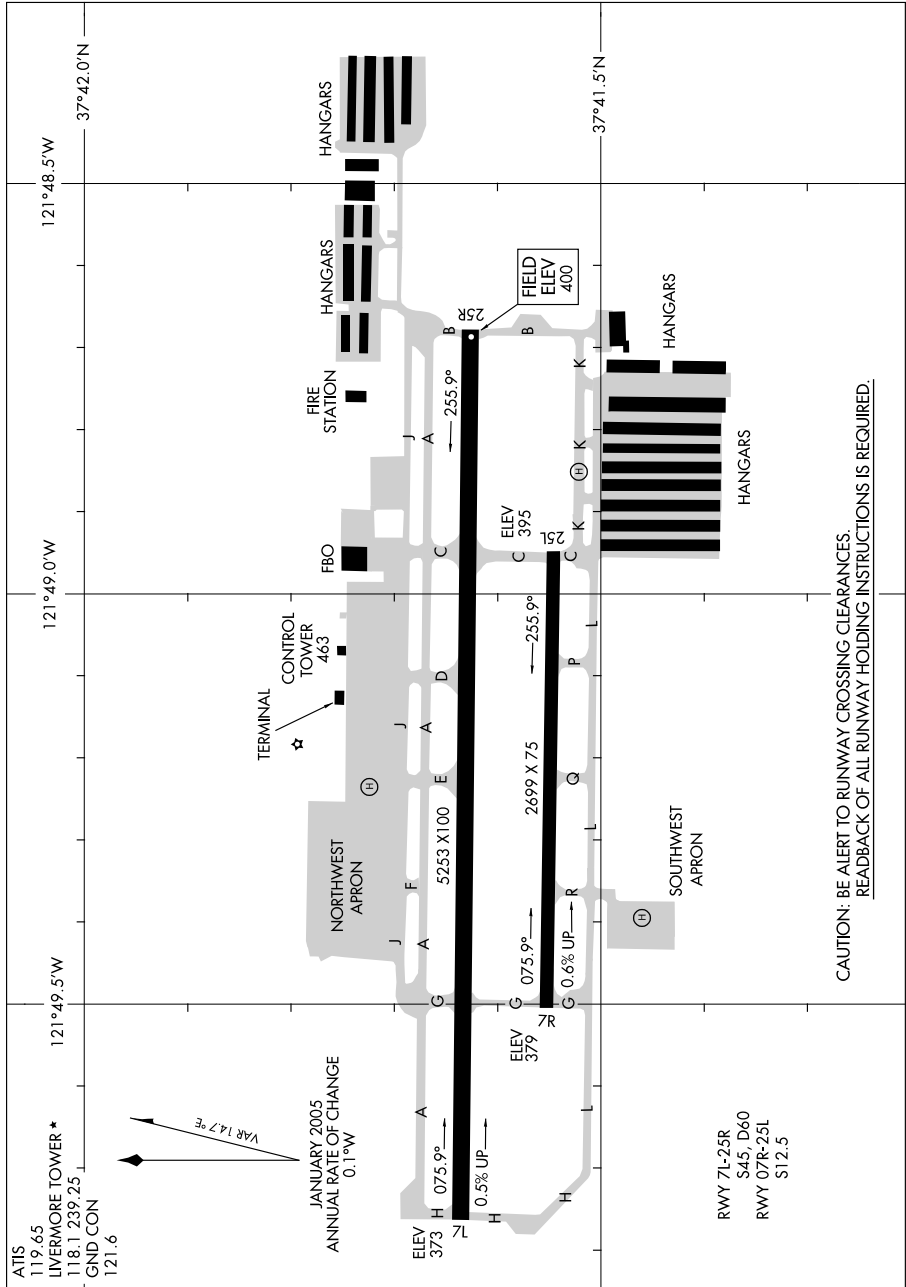 ATIS
119.65
LIVERMORE TOWER ★
118.1 239.25
GND CON
121.6
VAR 14.7°E
JANUARY 2005
ANNUAL RATE OF CHANGE
0.1°W
121°49.5'W
121°49.0'W
121°48.5'W
37°42.0'N
37°41.5'N
HANGARS
HANGARS
FIRE
STATION
FBO
CONTROL
TOWER
463
TERMINAL
NORTHWEST
APRON
H
J
F
J
J
A
A
A
A
H
G
E
D
C
B
ELEV
373
7L
075.9°
0.5% UP
5253 X100
255.9°
25R
FIELD
ELEV
400
H
H
G
C
B
ELEV
379
7R
075.9°
0.6% UP
2699 X 75
255.9°
ELEV
395
25L
G
R
Q
P
C
K
K
K
H
L
L
L
SOUTHWEST
APRON
H
HANGARS
HANGARS
RWY 7L-25R
S45, D60
RWY 07R-25L
S12.5
CAUTION: BE ALERT TO RUNWAY CROSSING CLEARANCES.
READBACK OF ALL RUNWAY HOLDING INSTRUCTIONS IS REQUIRED.